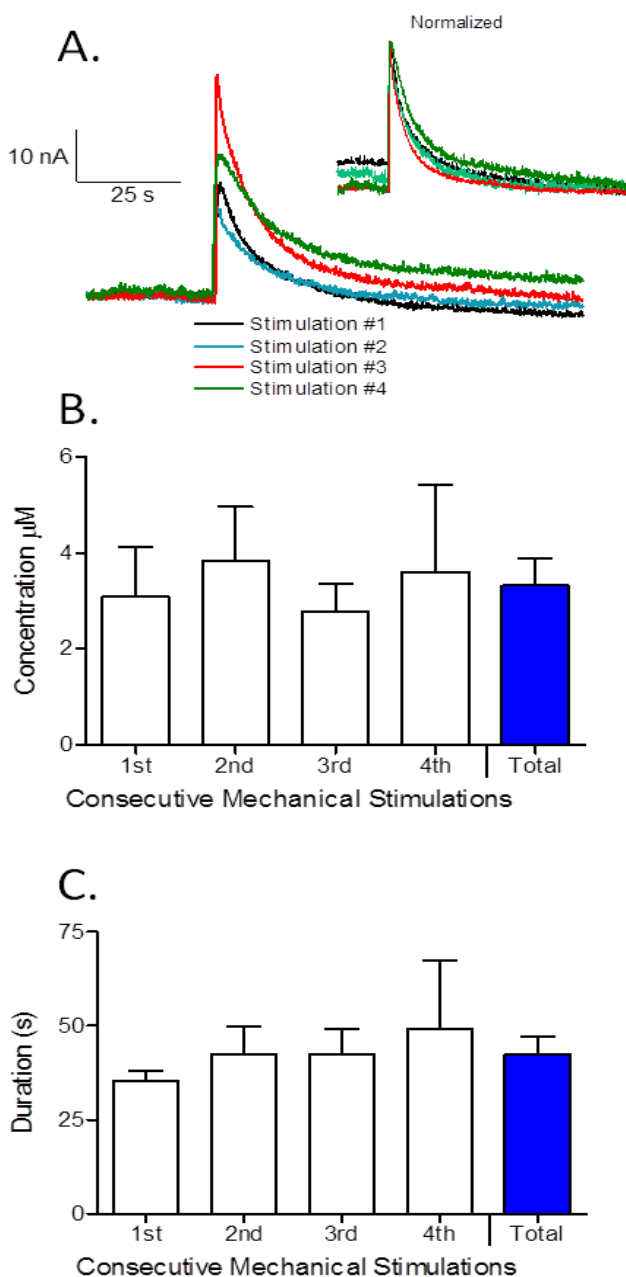 A.
Normalized
10 nA
25 s
Stimulation #1
Stimulation #2
Stimulation #3
Stimulation #4
B.
6
4
2
0
Concentration μM
1st 2nd 3rd 4th Total
Consecutive Mechanical Stimulations
C.
75
50
25
0
Duration (s)
1st 2nd 3rd 4th Total
Consecutive Mechanical Stimulations